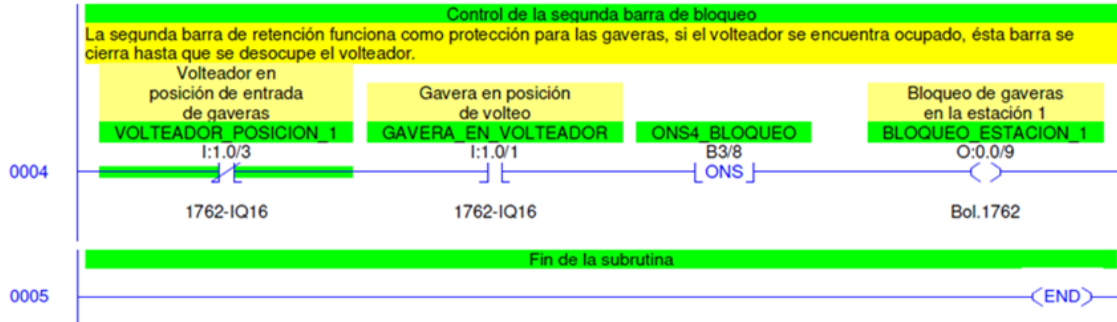 Control de la segunda barra de bloqueo
La segunda barra de retención funciona como protección para las gaveras, si el volteador se encuentra ocupado, ésta barra se
cierra hasta que se desocupe el volteador.
Volteador en
posición de entrada
de gaveras
VOLTEADOR_POSICION_1
I:1.0/3
1762-IQ16
Gavera en posición
de volteo
GAVERA_EN_VOLTEADOR
I:1.0/1
1762-IQ16
ONS4_BLOQUEO
B3/8
ONS
Bloqueo de gaveras
en la estación 1
BLOQUEO_ESTACION_1
O:0.0/9
Bol.1762
0004
Fin de la subrutina
0005
END